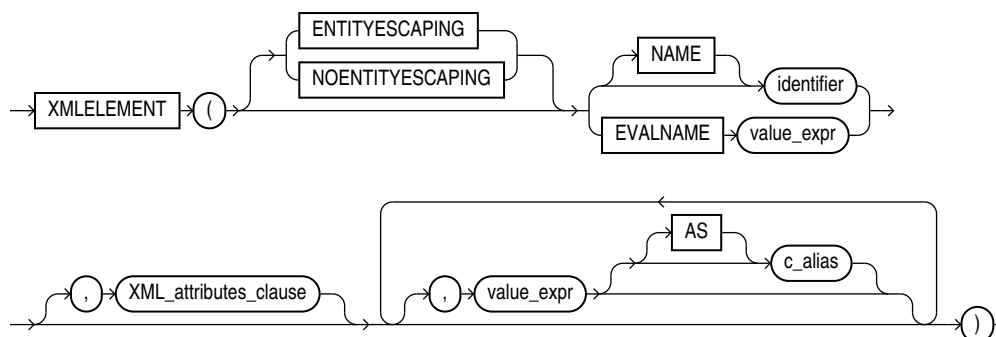 ENTITYESCAPING
NOENTITYESCAPING
NAME
identifier
XMLELEMENT (
EVALNAME value_expr
AS
c_alias
, XML_attributes_clause , value_expr
)